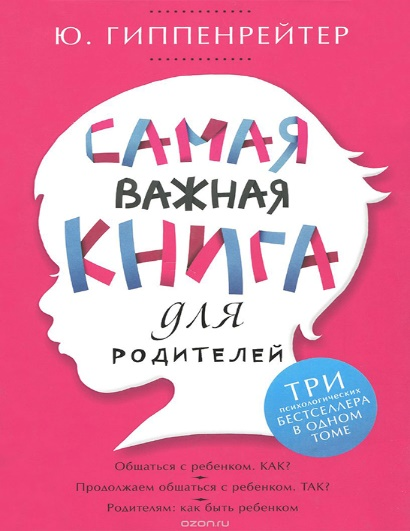 Ю. ГИППЕНРЕЙТЕР
САМАЯ
ВАЖНАЯ
КНИГА
для
РОДИТЕЛЕЙ
ТРИ
психологических
БЕСТСЕЛЛЕРА
В ОДНОМ
ТОМЕ
Общаться с ребенком. КАК?
Продолжаем общаться с ребенком. ТАК?
Родителям: как быть ребенком
ozon.ru